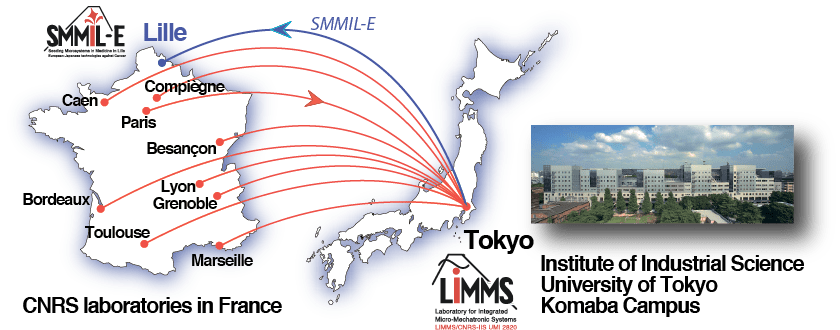 SMMIL-E
Seeding Microsystems in Medicine in Life
European-Japanese technologies against Cancer
Lille
SMMIL-E
Caen
Compiègne
Paris
Besançon
Lyon
Grenoble
Bordeaux
Toulouse
Marseille
Tokyo
CNRS laboratories in France
LIMMS
Laboratory for Integrated
Micro-Mechatronic Systems
LIMMS/CNRS-IIS UMI 2820
Institute of Industrial Science
University of Tokyo
Komaba Campus